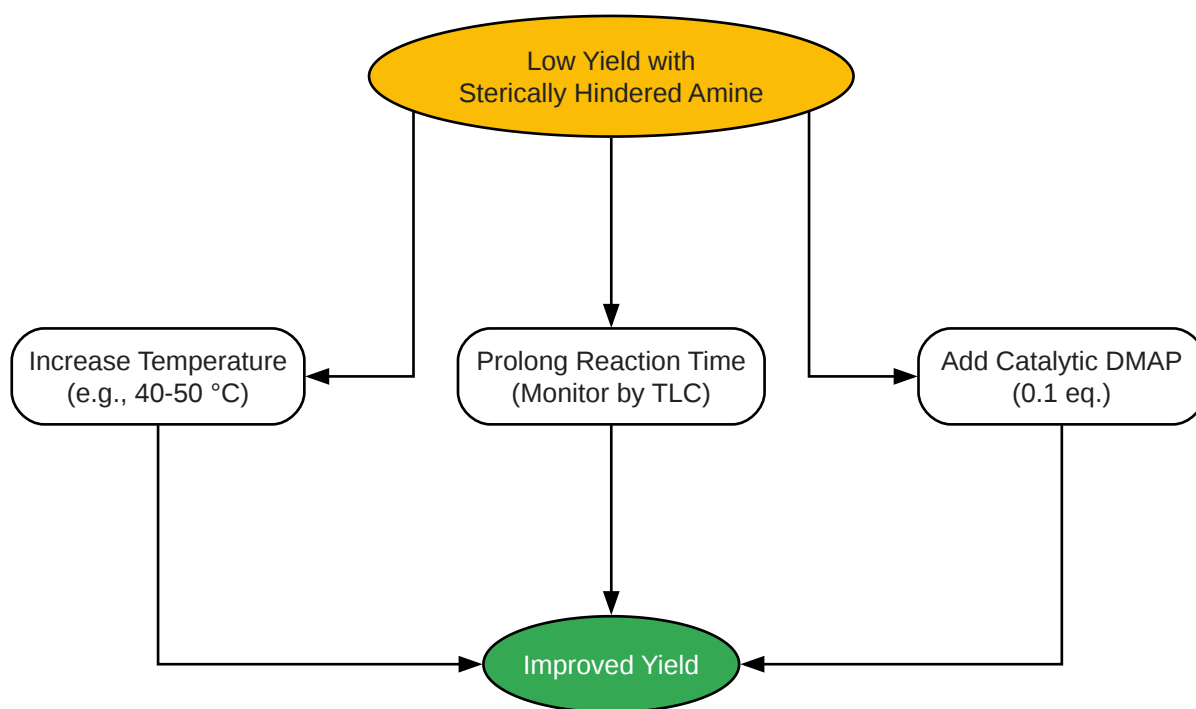 Low Yield with
Sterically Hindered Amine
Increase Temperature
(e.g., 40-50 °C)
Prolong Reaction Time
(Monitor by TLC)
Add Catalytic DMAP
(0.1 eq.)
Improved Yield